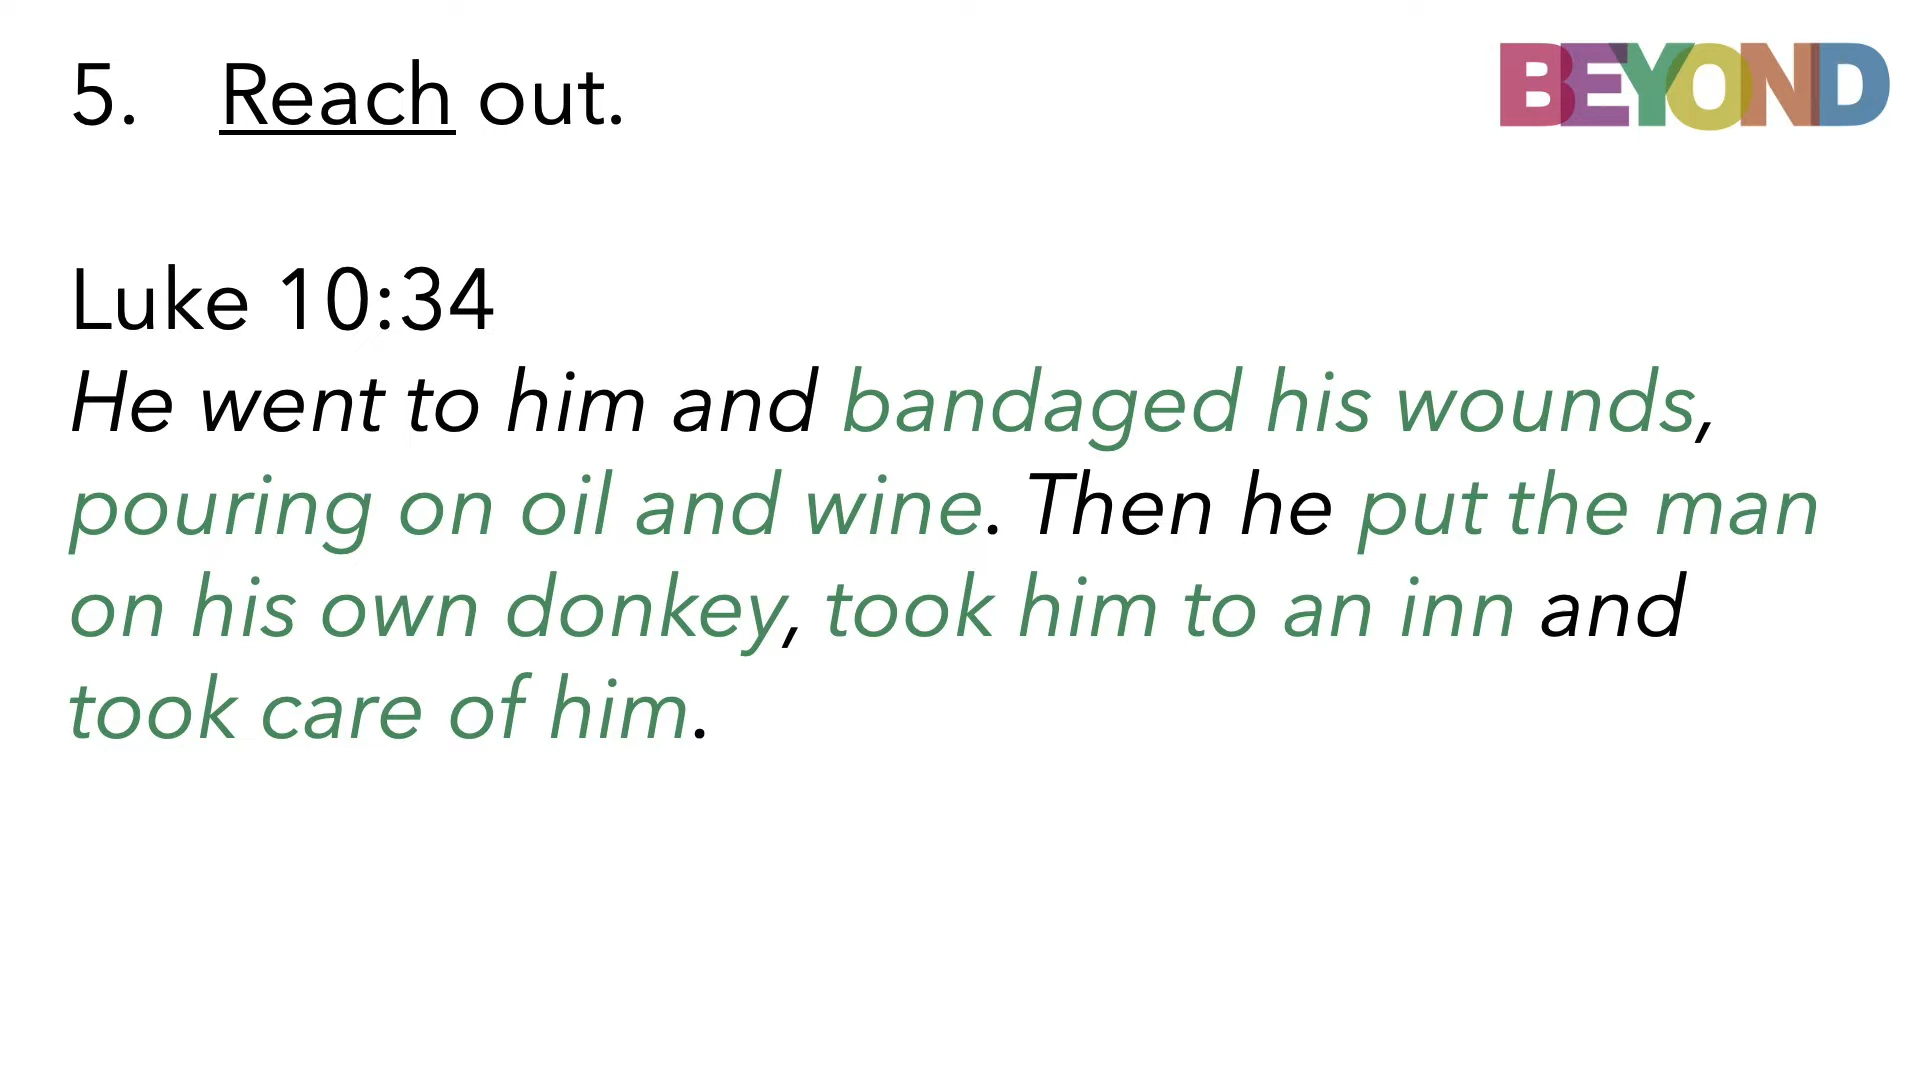 5. Reach out.
BEYOND
Luke 10:34
He went to him and bandaged his wounds,
pouring on oil and wine. Then he put the man
on his own donkey, took him to an inn and
took care of him.